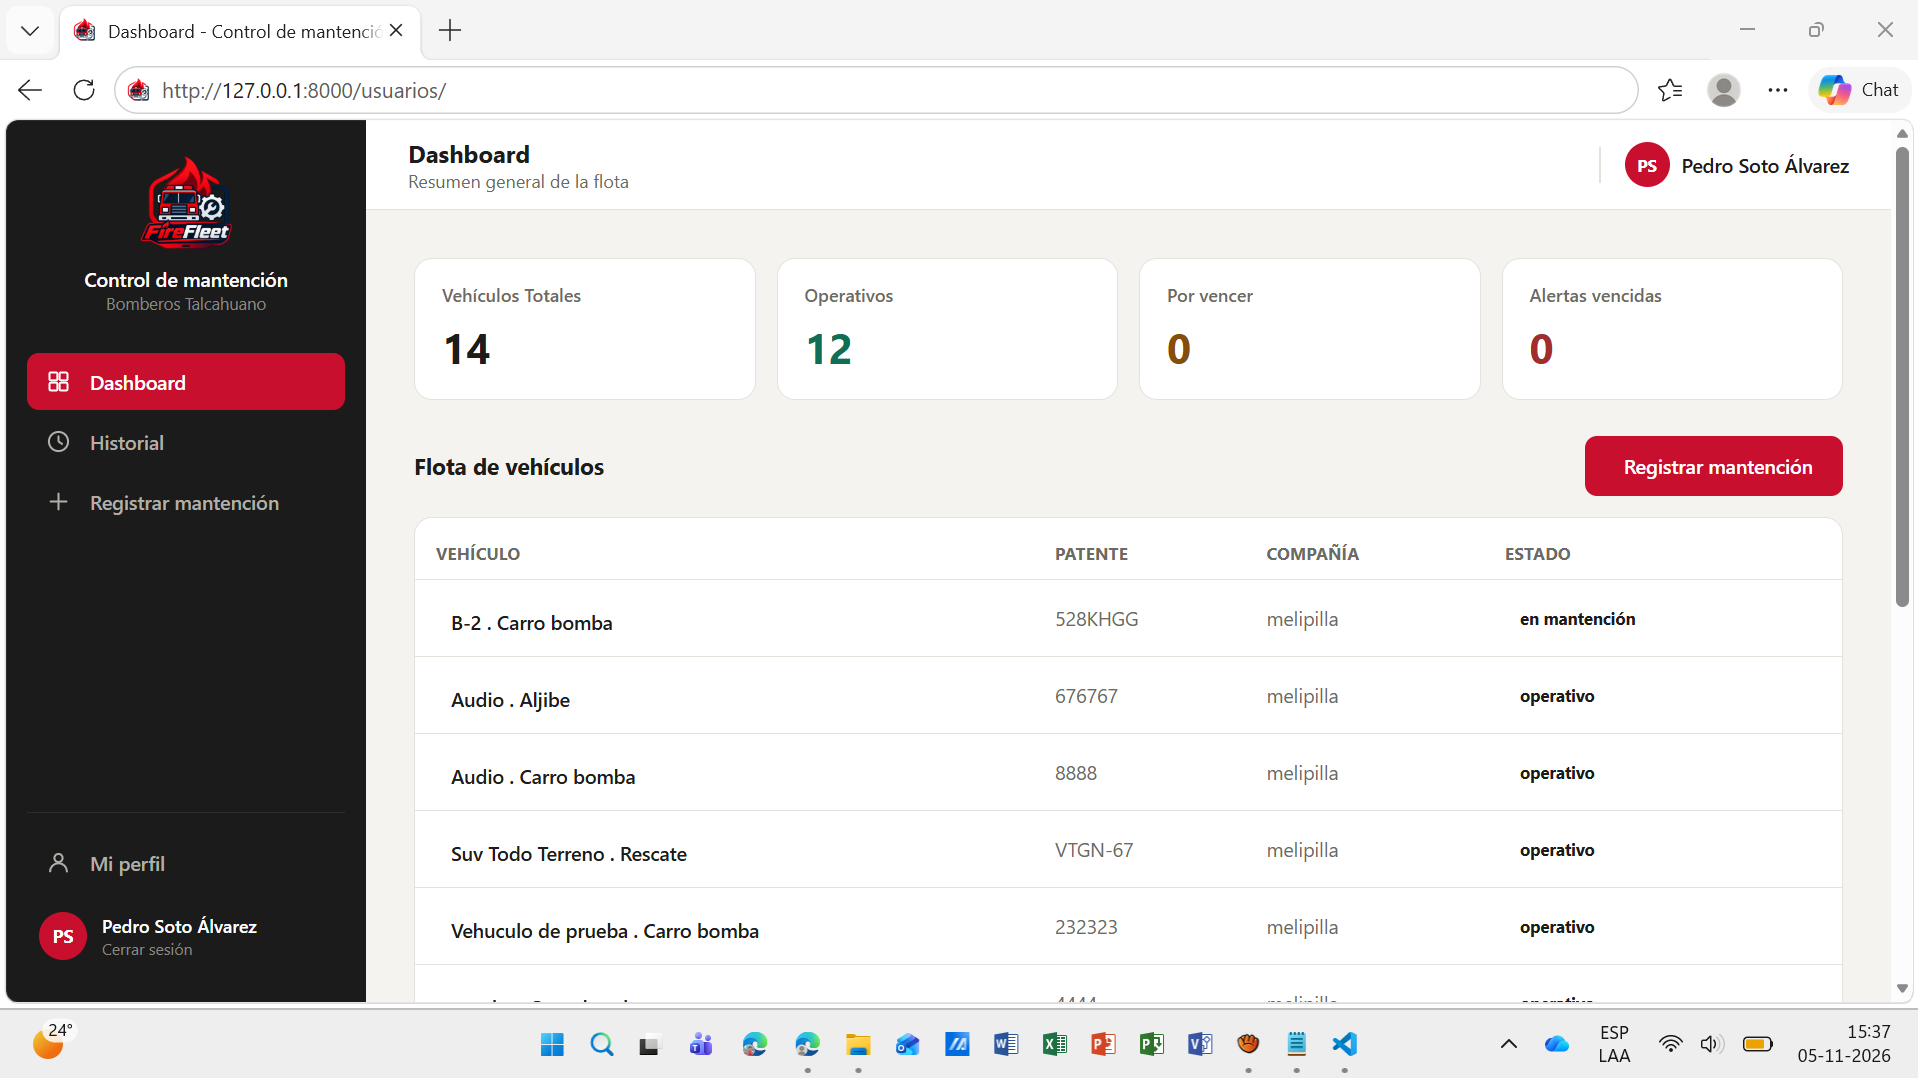 Dashboard - Control de mantenció
http://127.0.0.1:8000/usuarios/
Chat
FireFleet
Control de mantención
Bomberos Talcahuano
Dashboard
Historial
Registrar mantención
Mi perfil
PS
Pedro Soto Álvarez
Cerrar sesión
Dashboard
Resumen general de la flota
PS
Pedro Soto Álvarez
Vehículos Totales
14
Operativos
12
Por vencer
0
Alertas vencidas
0
Flota de vehículos
Registrar mantención
VEHÍCULO PATENTE COMPAÑÍA ESTADO
B-2 . Carro bomba 528KHGG melipilla en mantención
Audio . Aljibe 676767 melipilla operativo
Audio . Carro bomba 8888 melipilla operativo
Suv Todo Terreno . Rescate VTGN-67 melipilla operativo
Vehuculo de prueba . Carro bomba 232323 melipilla operativo
4444 melipilla operativo
24°
ESP
LAA
15:37
05-11-2026